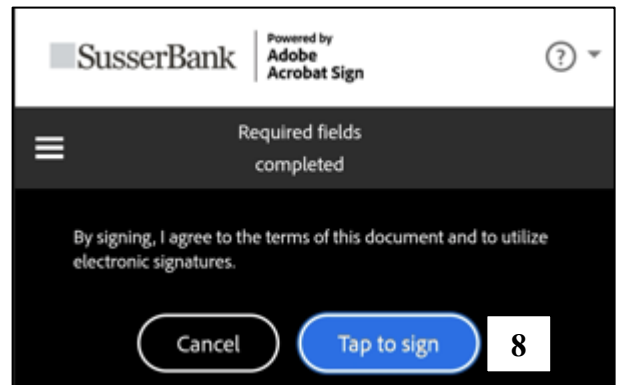 SusserBank
Powered by
Adobe
Acrobat Sign
?
Required fields
completed
By signing, I agree to the terms of this document and to utilize
electronic signatures.
Cancel
Tap to sign
8